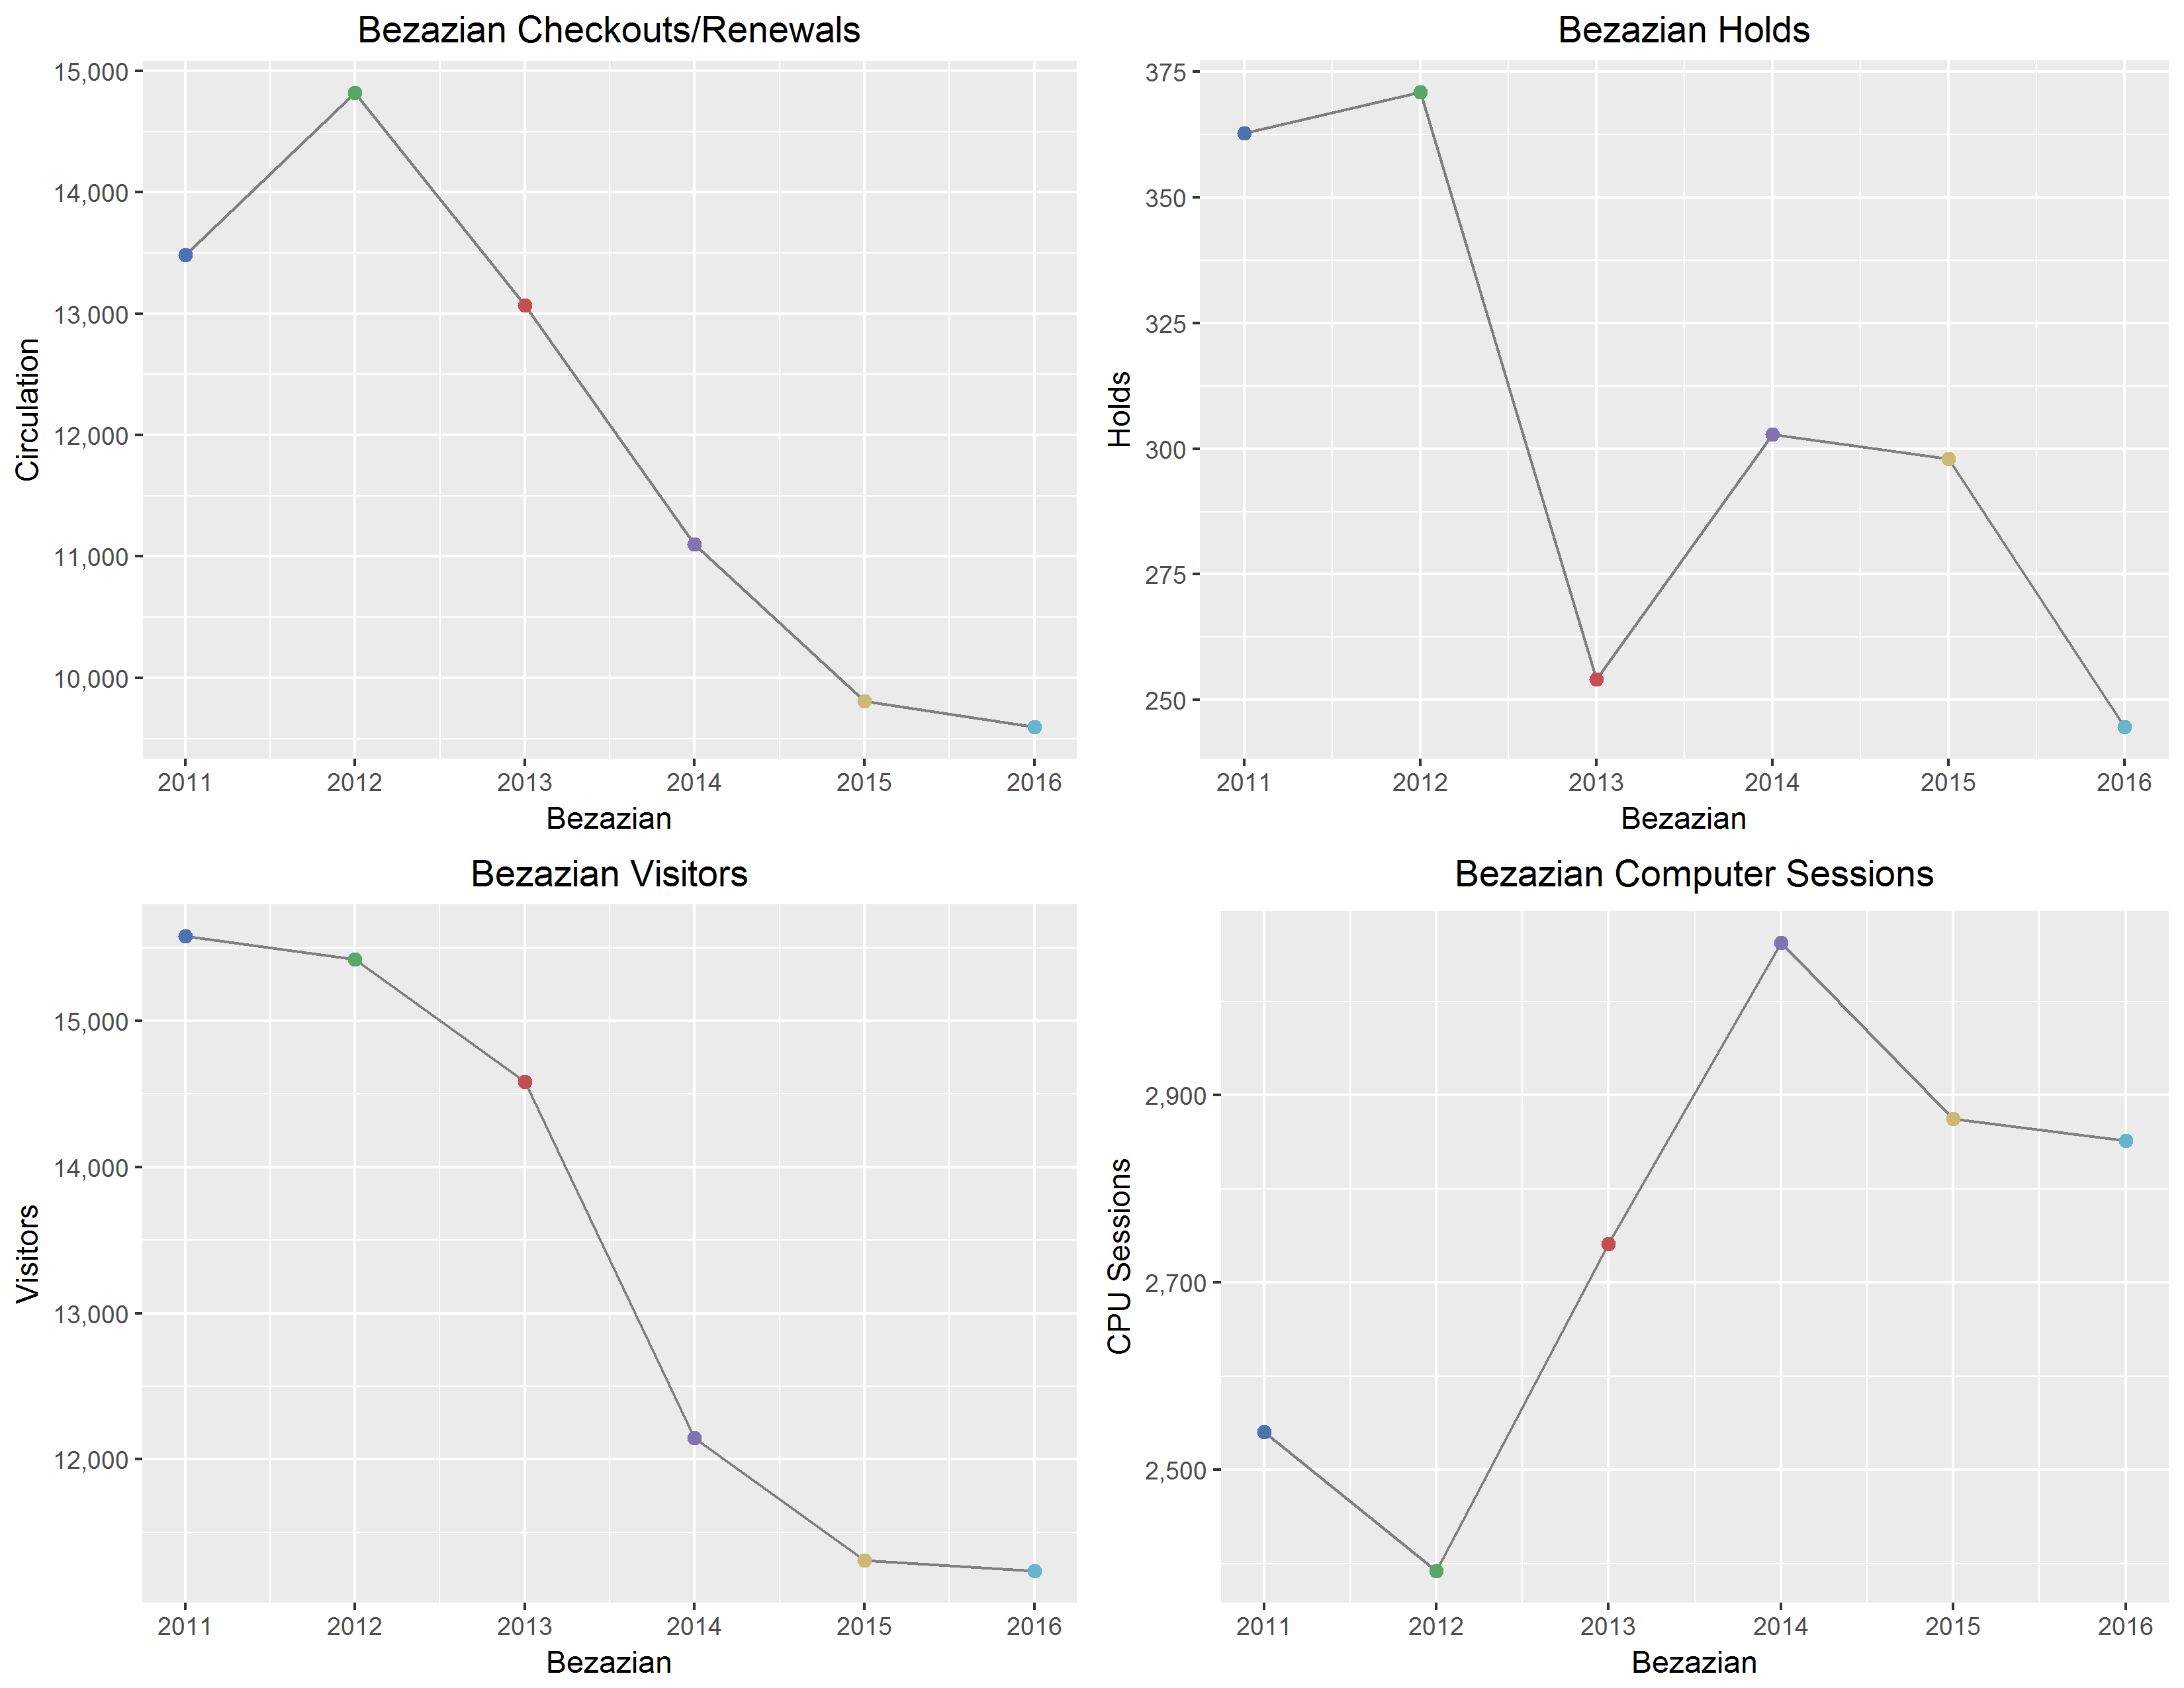 Bezazian Checkouts/Renewals
15,000
14,000
13,000
12,000
11,000
10,000
Circulation
2011 2012 2013 2014 2015 2016
Bezazian
Bezazian Holds
375
350
325
300
275
250
Holds
2011 2012 2013 2014 2015 2016
Bezazian
Bezazian Visitors
15,000
14,000
13,000
12,000
Visitors
2011 2012 2013 2014 2015 2016
Bezazian
Bezazian Computer Sessions
2,900
2,700
2,500
CPU Sessions
2011 2012 2013 2014 2015 2016
Bezazian